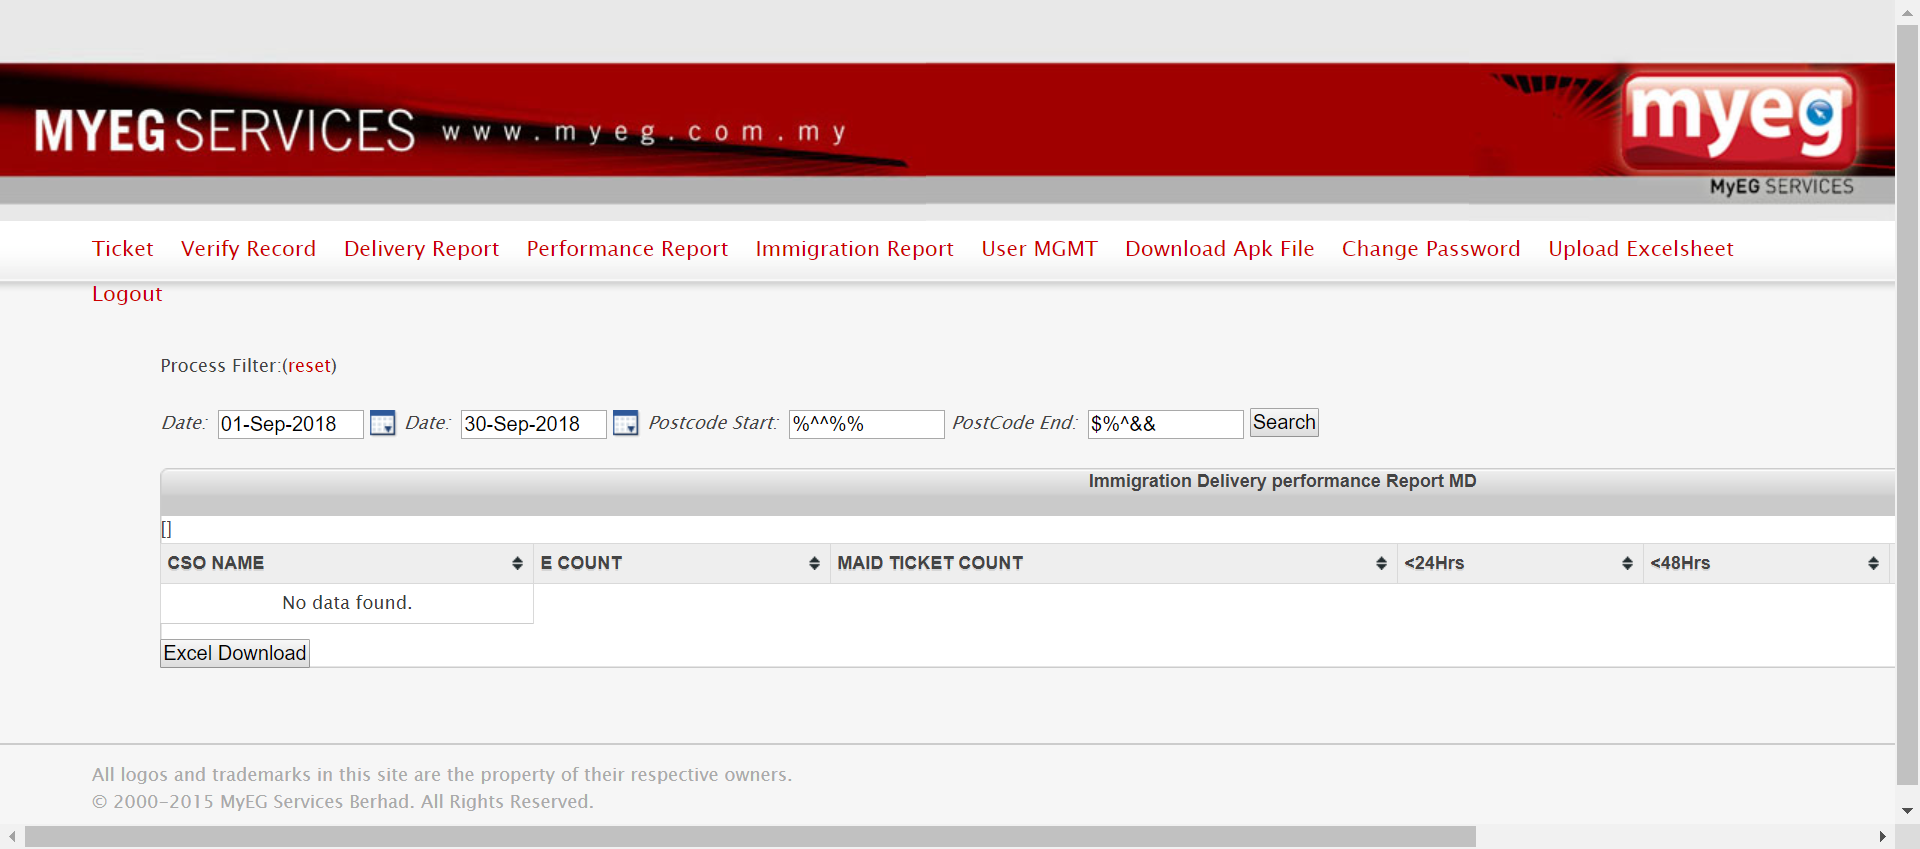 MYEG SERVICES www.myeg.com.my
myeg
MyEG SERVICES
Ticket Verify Record Delivery Report Performance Report Immigration Report User MGMT Download Apk File Change Password Upload Excelsheet
Logout
Process Filter:(reset)
Date: 01-Sep-2018 Date: 30-Sep-2018 Postcode Start: %^^%% PostCode End: $%^&& Search
Immigration Delivery performance Report MD
[]
CSO NAME E COUNT MAID TICKET COUNT <24Hrs <48Hrs
No data found.
Excel Download
All logos and trademarks in this site are the property of their respective owners.
© 2000-2015 MyEG Services Berhad. All Rights Reserved.